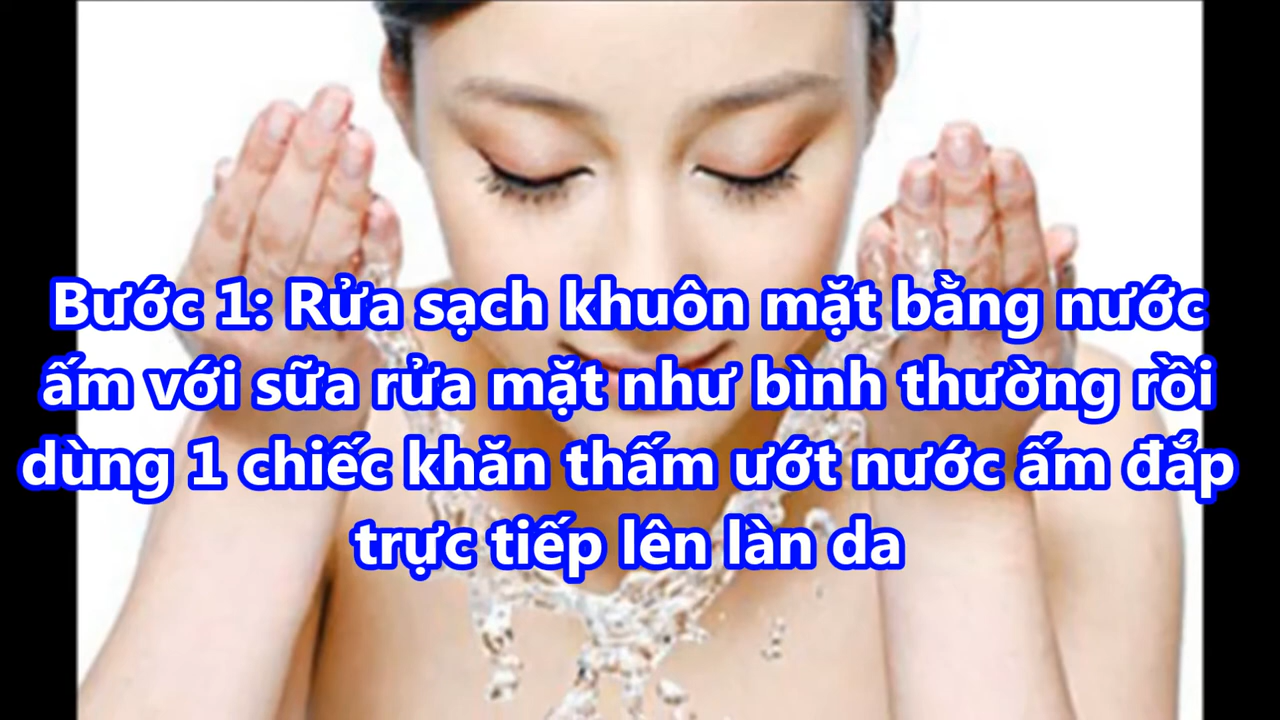 Bước 1: Rửa sạch khuôn mặt bằng nước
ấm với sữa rửa mặt như bình thường rồi
dùng 1 chiếc khăn thấm ướt nước ấm đắp
trực tiếp lên làn da